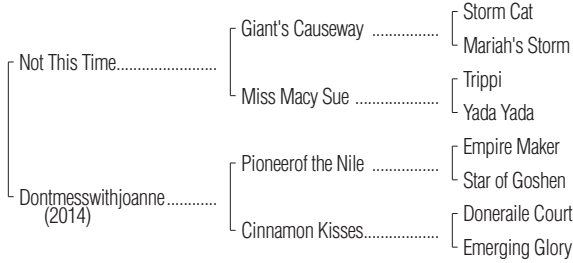 Storm Cat
Giant's Causeway ................
Mariah's Storm
Not This Time........................
Trippi
Miss Macy Sue ....................
Yada Yada
Empire Maker
Pioneerof the Nile ................
Star of Goshen
Dontmesswithjoanne............
(2014)
Doneraile Court
Cinnamon Kisses..................
Emerging Glory